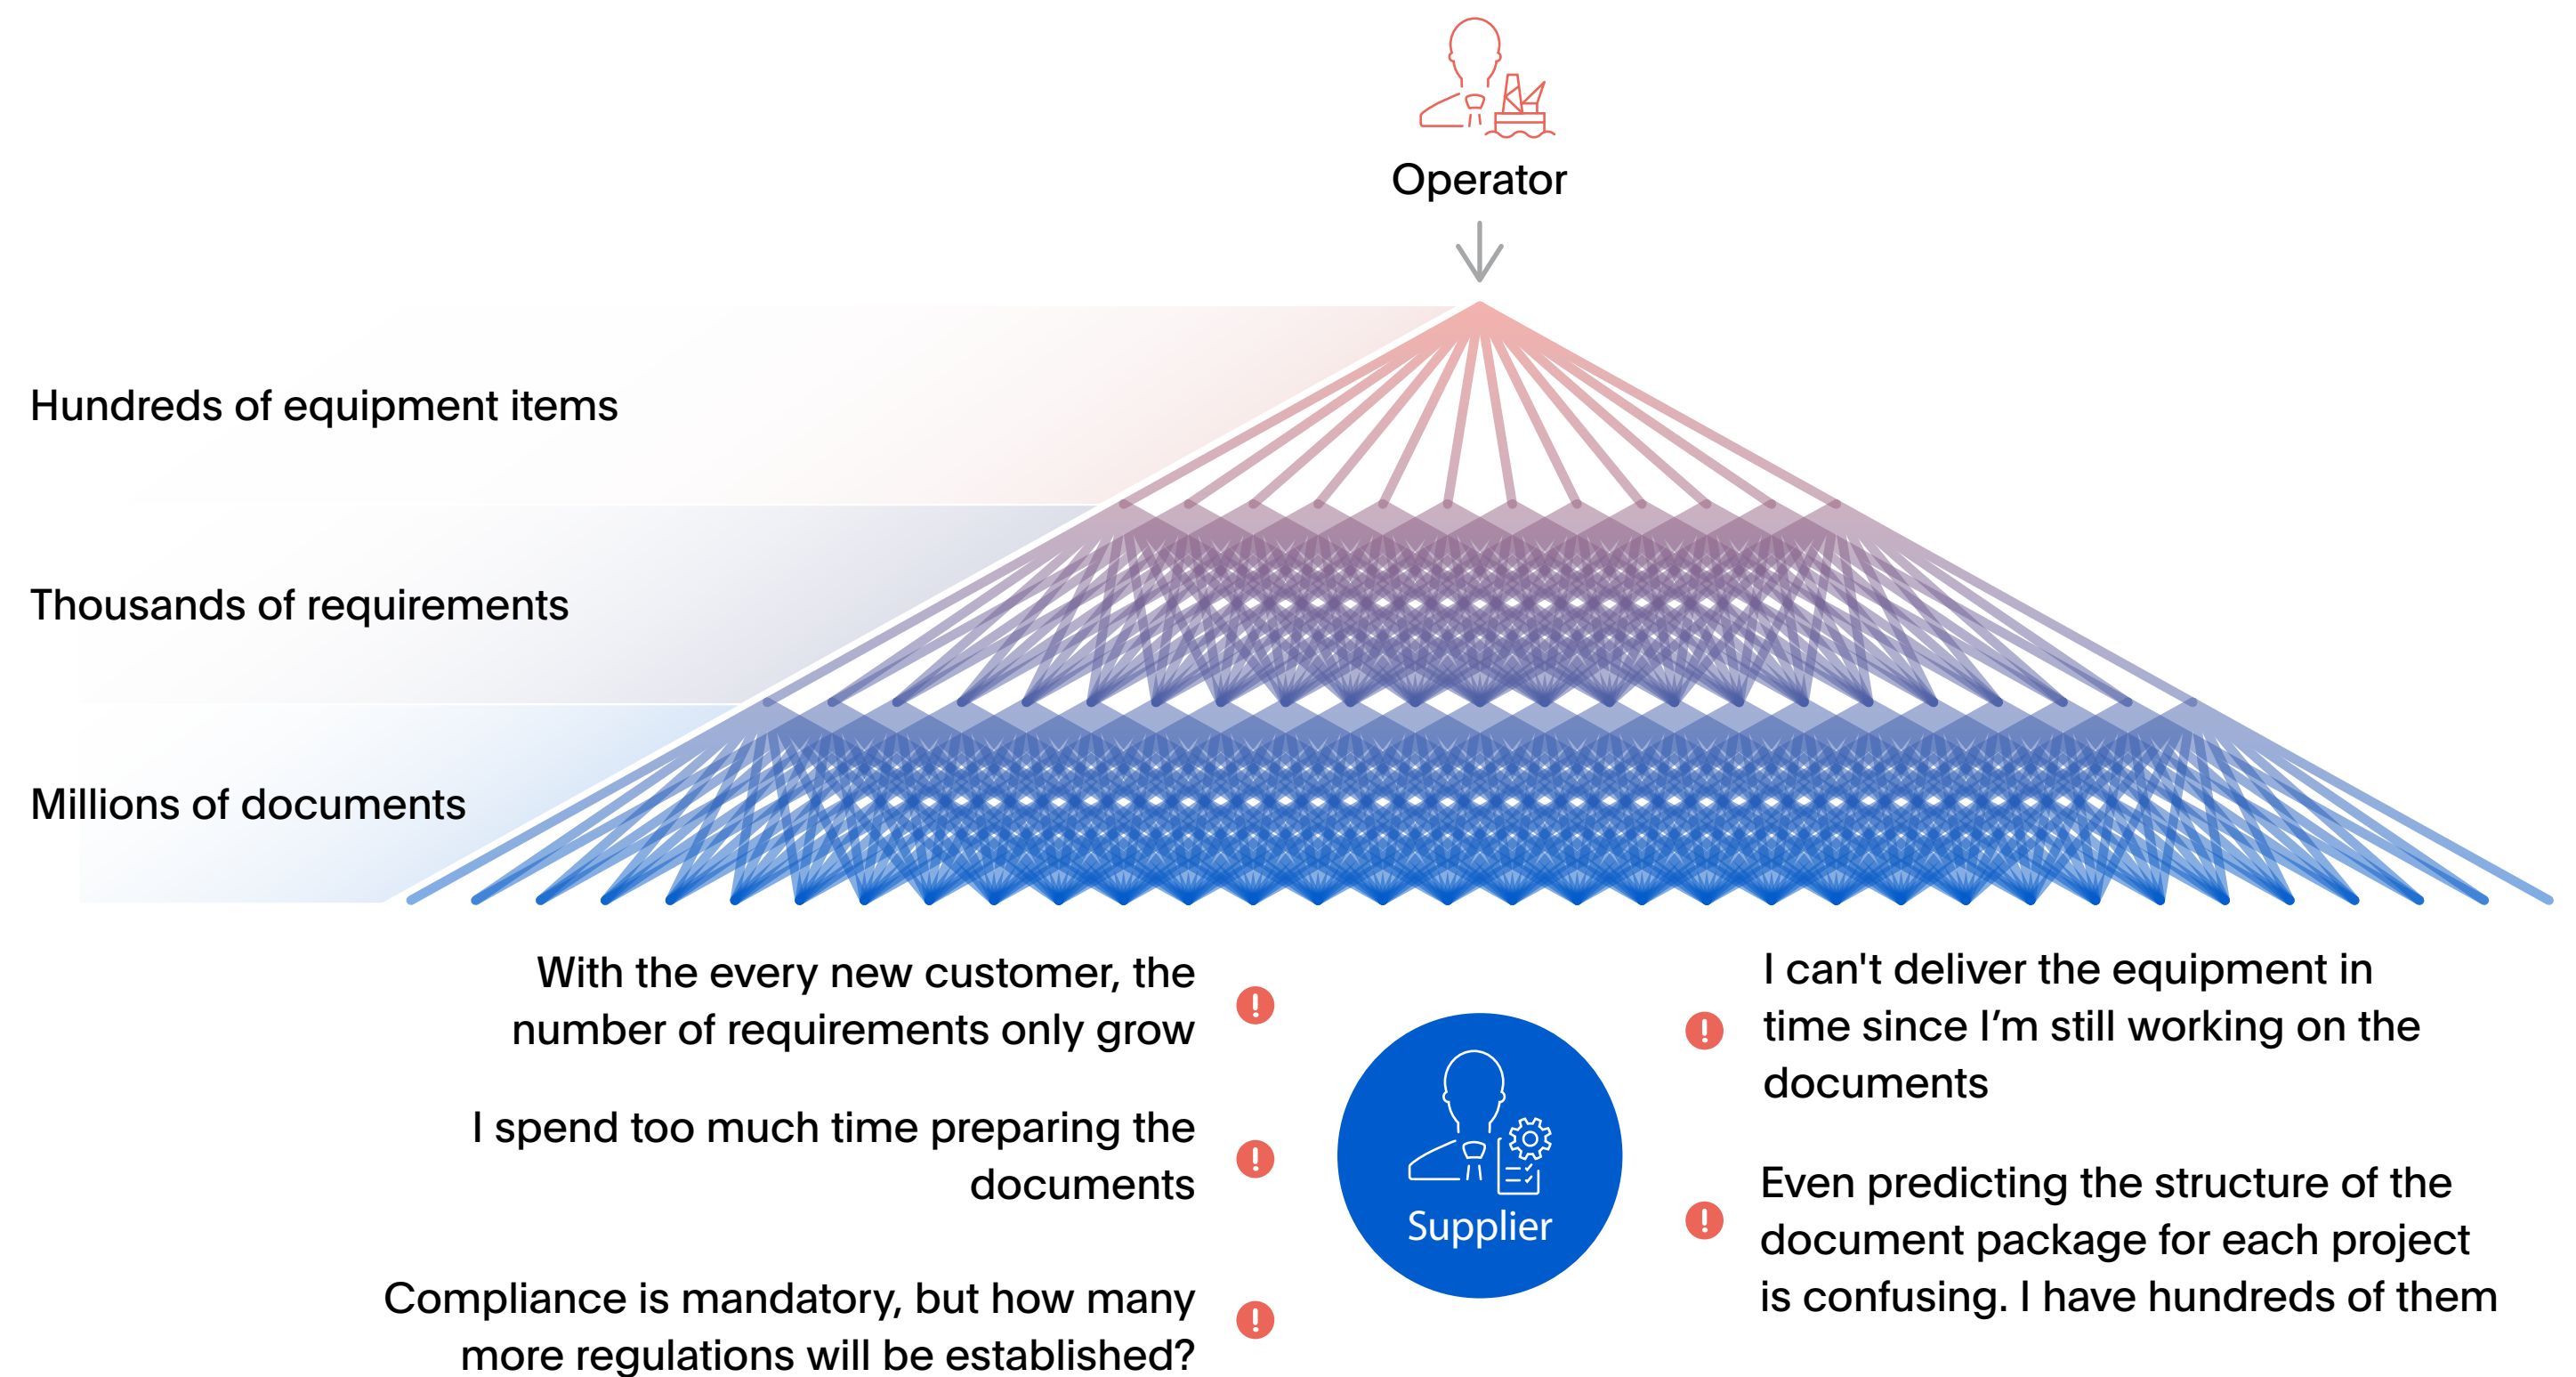 Operator
Hundreds of equipment items
Thousands of requirements
Millions of documents
With the every new customer, the
number of requirements only grow
I spend too much time preparing the
documents
Compliance is mandatory, but how many
more regulations will be established?
Supplier
I can't deliver the equipment in
time since I’m still working on the
documents
Even predicting the structure of the
document package for each project
is confusing. I have hundreds of them